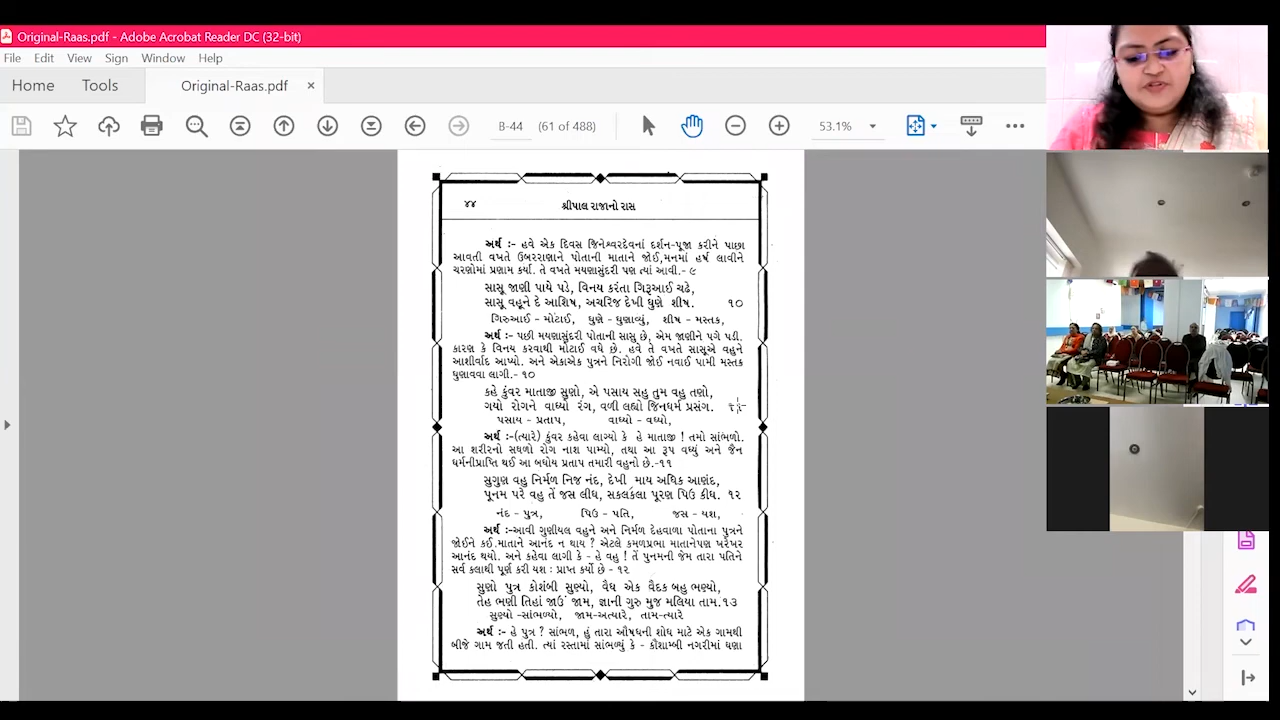 Original-Raas.pdf - Adobe Acrobat Reader DC (32-bit)
File Edit View Sign Window Help
Home Tools Original-Raas.pdf ×
B-44 (61 of 488) 53.1%
૪૪ શ્રીપાલ રાજાનો રાસ
અર્થ :- હવે એક દિવસ જિનેશ્વરદેવનાં દર્શન-પૂજા કરીને પાછા
આવતી વખતે ઉંબરરાણાને પોતાની માતાને જોઈ,મનમાં હર્ષ લાવીને
ચરણોમાં પ્રણામ કર્યા. તે વખતે મયણાસુંદરી પણ ત્યાં આવી.- ૯
સાસૂ જાણી પાયે પડે, વિનય કરંતા ગિરૂઆઈ ચઢે,
સાસૂ વહૂને દે આશિષ, અચરિજ દેખી ધુણે શીષ. ૧૦
ગિરુઆઈ - મોટાઈ, ધુણે - ધુણાવ્યું, શીષ - મસ્તક,
અર્થ :- પછી મયણાસુંદરી પોતાની સાસુ છે, એમ જાણીને પગે પડી.
કારણ કે વિનય કરવાથી મોટાઈ વધે છે. હવે તે વખતે સાસૂએ વહુને
આશીર્વાદ આપ્યો. અને એકાએક પુત્રને નિરોગી જોઈ નવાઈ પામી મસ્તક
ધુણાવવા લાગી.- ૧૦
કહે કુંવર માતાજી સુણો, એ પસાય સહુ તુમ વહુ તણો,
ગયો રોગને વાધ્યો રંગ, વળી લહ્યો જિનધર્મ પ્રસંગ.
પસાય - પ્રતાપ, વાધ્યો - વધ્યો,
અર્થ :-(ત્યારે) કુંવર કહેવા લાગ્યો કે હે માતાજી ! તમો સાંભળો.
આ શરીરનો સઘળો રોગ નાશ પામ્યો, તથા આ રૂપ વધ્યું અને જૈન
ધર્મનીપ્રાપ્તિ થઈ આ બધોય પ્રતાપ તમારી વહુનો છે.-૧૧
સુગુણ વહુ નિર્મળ નિજ નંદ, દેખી માય અધિક આણંદ,
પૂનમ પરે વહુ તેં જસ લીધ, સકલકલા પૂરણ પિઉ કીધ. ૧૨
નંદ - પુત્ર, પિઉ - પતિ, જસ - યશ,
અર્થ :-આવી ગુણીયલ વહુને અને નિર્મળ દેહવાળા પોતાના પુત્રને
જોઈને કઈ.માતાને આનંદ ન થાય ? એટલે કમળપ્રભા માતાનેપણ ખરેખર
આનંદ થયો. અને કહેવા લાગી કે - હે વહુ ! તેં પુનમની જેમ તારા પતિને
સર્વ કલાથી પૂર્ણ કરી યશ : પ્રાપ્ત કર્યો છે - ૧૨
સુણો પુત્ર કોશંબી સુણ્યો, વૈધ એક વૈદક બહુ ભણ્યો,
તેહ ભણી તિહાં જાઉં જામ, જ્ઞાની ગુરુ મુજ મલિયા તામ.૧૩
સુણ્યો -સાંભળ્યો, જામ-અત્યારે, તામ-ત્યારે
અર્થ :- હે પુત્ર ? સાંભળ, હું તારા ઔષધની શોધ માટે એક ગામથી
બીજે ગામ જતી હતી. ત્યાં રસ્તામાં સાંભળ્યું કે - કૌશામ્બી નગરીમાં ઘણા